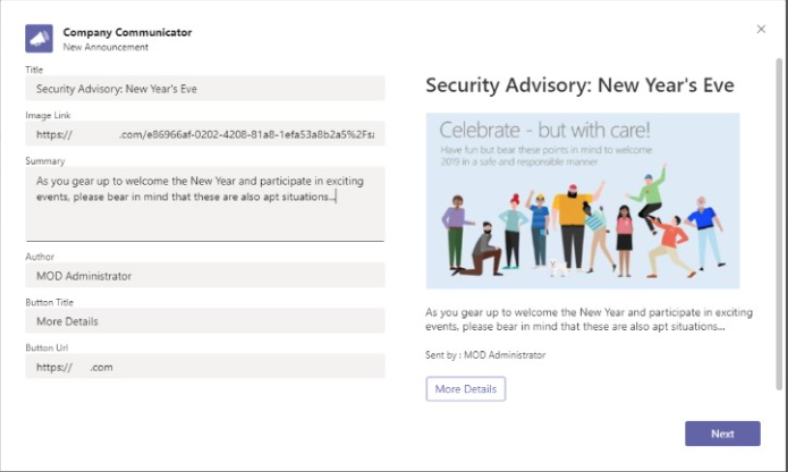 Company Communicator
New Announcement
Title
Security Advisory: New Year's Eve
Image Link
https:// .com/e86966af-0202-4208-81a8-1efa53a8b2a5%2Fsa
Summary
As you gear up to welcome the New Year and participate in exciting
events, please bear in mind that these are also apt situations...
Author
MOD Administrator
Button Title
More Details
Button Url
https:// .com
Security Advisory: New Year's Eve
Celebrate - but with care!
Have fun but bear these points in mind to welcome
2019 in a safe and responsible manner
As you gear up to welcome the New Year and participate in exciting
events, please bear in mind that these are also apt situations...
Sent by : MOD Administrator
More Details
Next